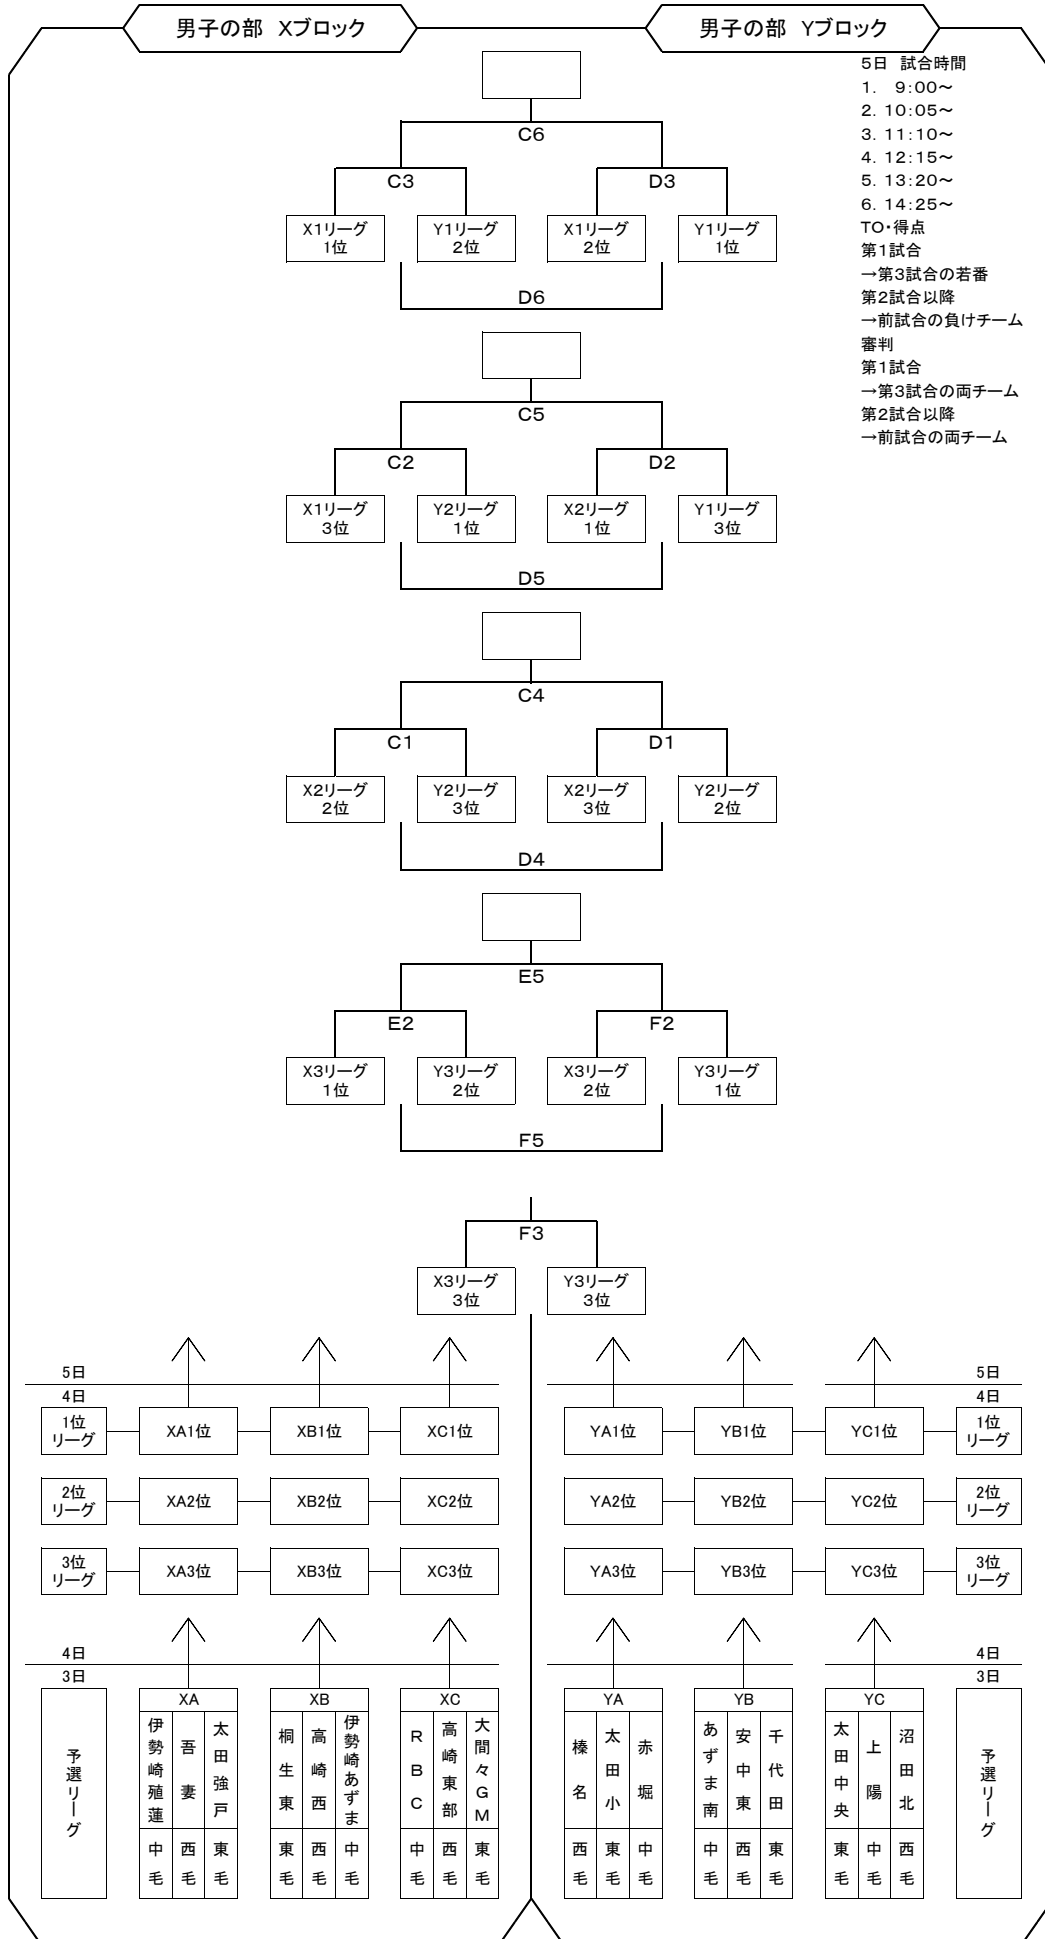 男子の部 Xブロック
男子の部 Yブロック
5日 試合時間
1. 9:00～
2. 10:05～
3. 11:10～
4. 12:15～
5. 13:20～
6. 14:25～
TO・得点
第1試合
→第3試合の若番
第2試合以降
→前試合の負けチーム
審判
第1試合
→第3試合の両チーム
第2試合以降
→前試合の両チーム
C6
C3
D3
X1リーグ
1位
Y1リーグ
2位
X1リーグ
2位
Y1リーグ
1位
D6
C5
C2
D2
X1リーグ
3位
Y2リーグ
1位
X2リーグ
1位
Y1リーグ
3位
D5
C4
C1
D1
X2リーグ
2位
Y2リーグ
3位
X2リーグ
3位
Y2リーグ
2位
D4
E5
E2
F2
X3リーグ
1位
Y3リーグ
2位
X3リーグ
2位
Y3リーグ
1位
F5
F3
X3リーグ
3位
Y3リーグ
3位
5日
4日
5日
4日
1位
リーグ
XA1位
XB1位
XC1位
YA1位
YB1位
YC1位
1位
リーグ
2位
リーグ
XA2位
XB2位
XC2位
YA2位
YB2位
YC2位
2位
リーグ
3位
リーグ
XA3位
XB3位
XC3位
YA3位
YB3位
YC3位
3位
リーグ
4日
3日
4日
3日
予選リーグ
XA
伊勢崎殖蓮
中毛
吾妻
西毛
太田強戸
東毛
XB
桐生東
東毛
高崎西
西毛
伊勢崎あずま
中毛
XC
RBC
中毛
高崎東部
西毛
大間々GM
東毛
YA
榛名
西毛
太田小
東毛
赤堀
中毛
YB
あずま南
中毛
安中東
西毛
千代田
東毛
YC
太田中央
東毛
上陽
中毛
沼田北
西毛
予選リーグ